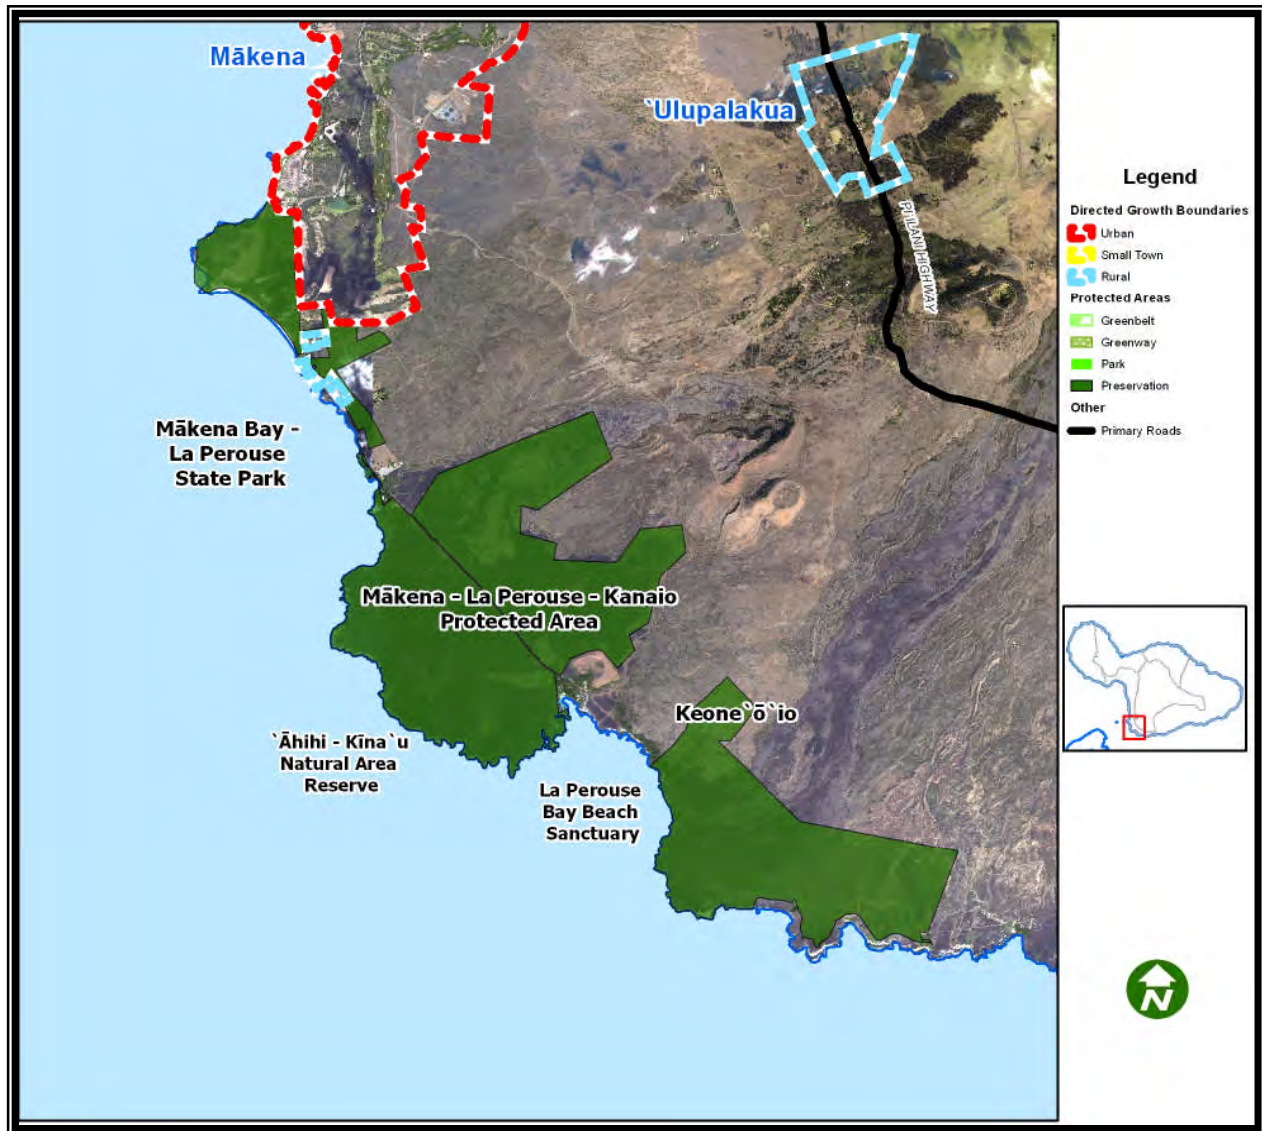 Mākena
`Ulupalakua
PI`ILANI HIGHWAY
Mākena Bay -
La Perouse
State Park
Mākena - La Perouse - Kanaio
Protected Area
Keone`ō`io
`Āhihi - Kīna`u
Natural Area
Reserve
La Perouse
Bay Beach
Sanctuary
Legend
Directed Growth Boundaries
Urban
Small Town
Rural
Protected Areas
Greenbelt
Greenway
Park
Preservation
Other
Primary Roads
N